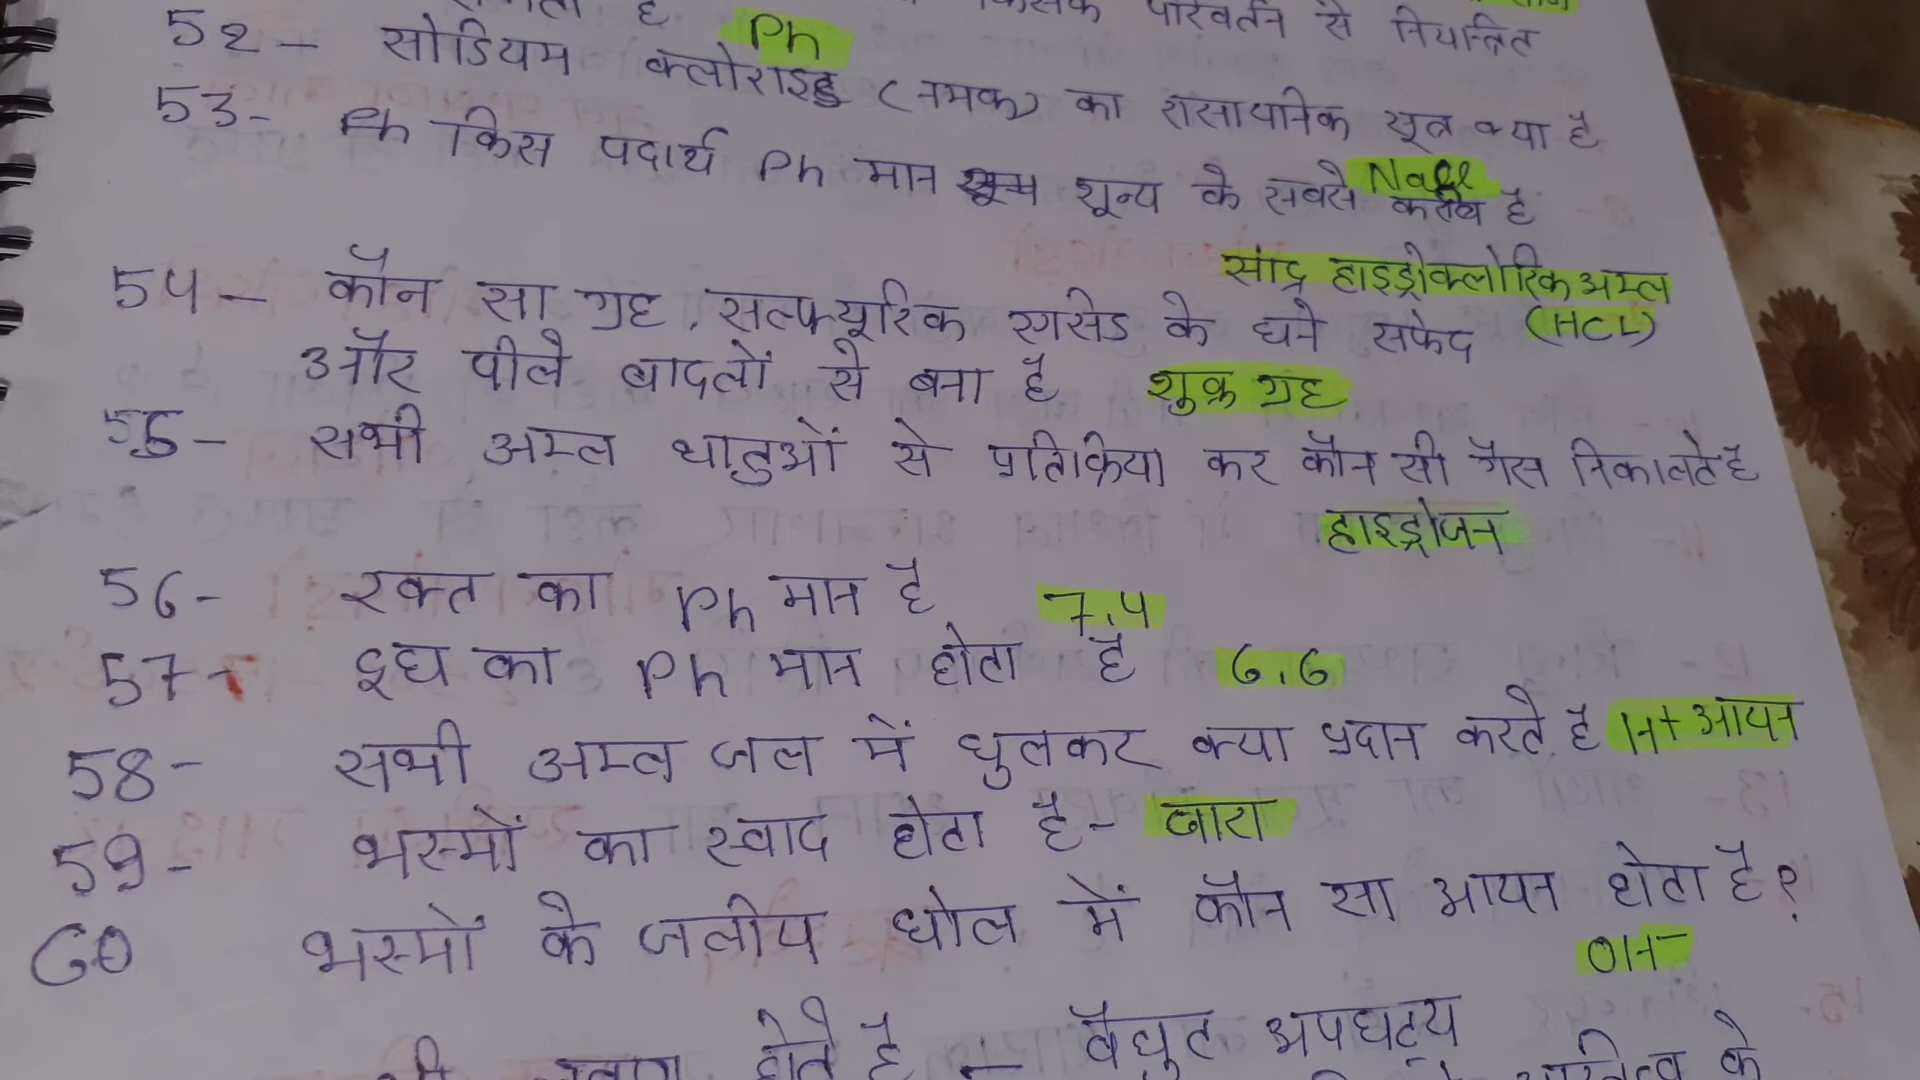 है किसके परिवर्तन से नियन्त्रित
Ph
52- सोडियम क्लोराइड (नमक) का रासायनिक सूत्र क्या है
NaCl
53- किस पदार्थ Ph मान शून्य के सबसे करीब है
सांद्र हाइड्रोक्लोरिक अम्ल
(HCL)
54- कौन सा ग्रह, सल्फ्यूरिक एसिड के घने सफेद
और पीले बादलों से बना है शुक्र ग्रह
55- सभी अम्ल धातुओं से प्रतिक्रिया कर कौन सी गैस निकालते है
हाइड्रोजन
56- रक्त का Ph मान है 7.4
57- दूध का Ph मान होता है 6.6
58- सभी अम्ल जल में घुलकर क्या प्रदान करते है H+ आयन
59- भस्मों का स्वाद होता है- खारा
60 भस्मों के जलीय घोल में कौन सा आयन होता है?
OH-
होते है - वैधुत अपघट्य
के